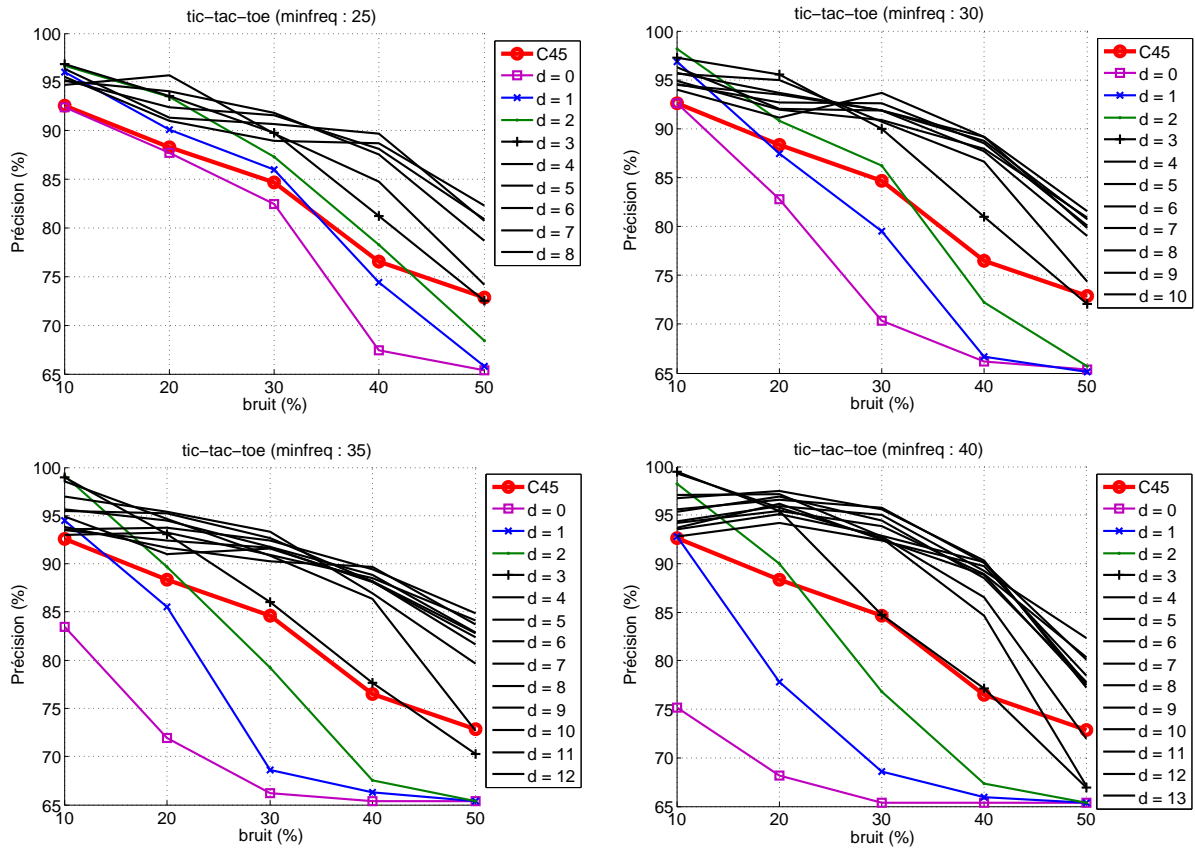 tic−tac−toe (minfreq : 25)
Précision (%)
100
95
90
85
80
75
70
65
10 20 30 40 50
bruit (%)
C45
d = 0
d = 1
d = 2
d = 3
d = 4
d = 5
d = 6
d = 7
d = 8
tic−tac−toe (minfreq : 30)
Précision (%)
100
95
90
85
80
75
70
65
10 20 30 40 50
bruit (%)
C45
d = 0
d = 1
d = 2
d = 3
d = 4
d = 5
d = 6
d = 7
d = 8
d = 9
d = 10
tic−tac−toe (minfreq : 35)
Précision (%)
100
95
90
85
80
75
70
65
10 20 30 40 50
bruit (%)
C45
d = 0
d = 1
d = 2
d = 3
d = 4
d = 5
d = 6
d = 7
d = 8
d = 9
d = 10
d = 11
d = 12
tic−tac−toe (minfreq : 40)
Précision (%)
100
95
90
85
80
75
70
65
10 20 30 40 50
bruit (%)
C45
d = 0
d = 1
d = 2
d = 3
d = 4
d = 5
d = 6
d = 7
d = 8
d = 9
d = 10
d = 11
d = 12
d = 13